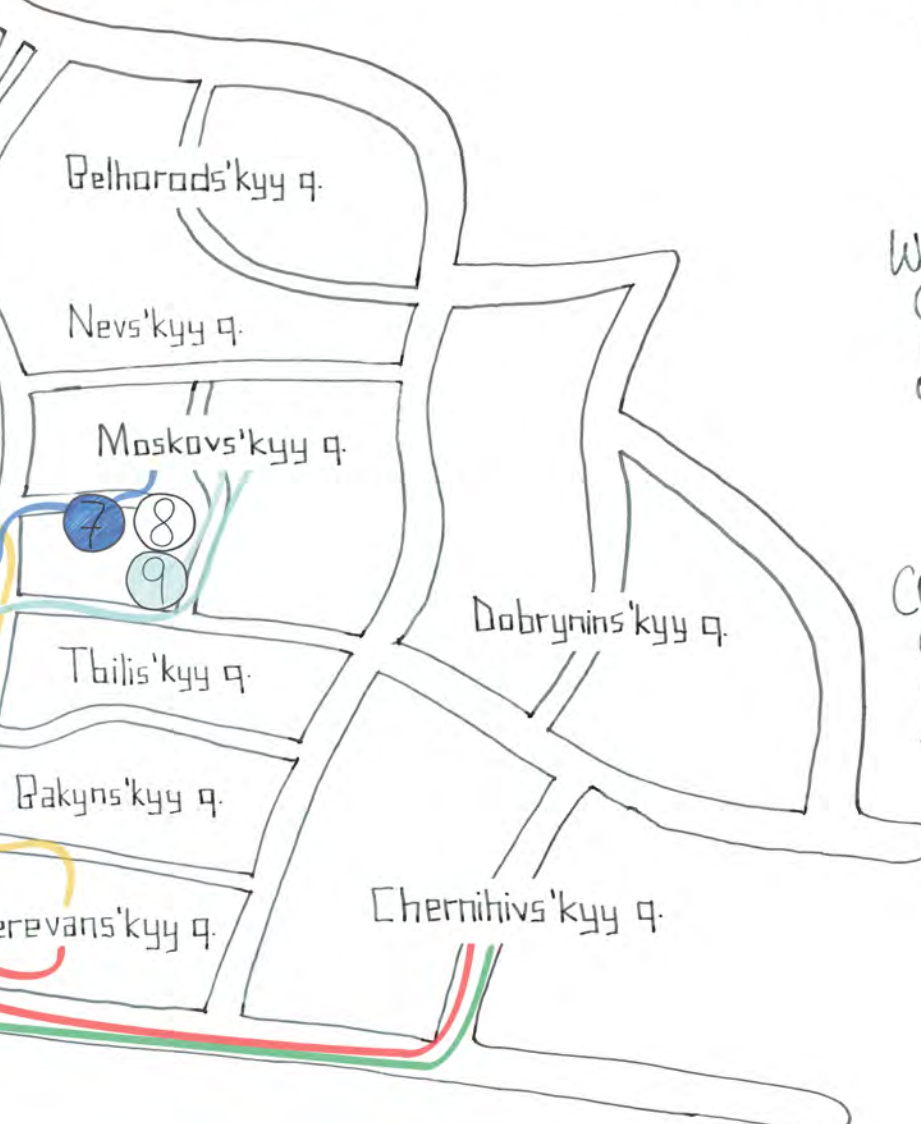 Belhorods'kyy q.
Nevs'kyy q.
Moskovs'kyy q.
7
8
9
Dobrynins'kyy q.
Tbilis'kyy q.
Bakyns'kyy q.
erevans'kyy q.
Chernihivs'kyy q.